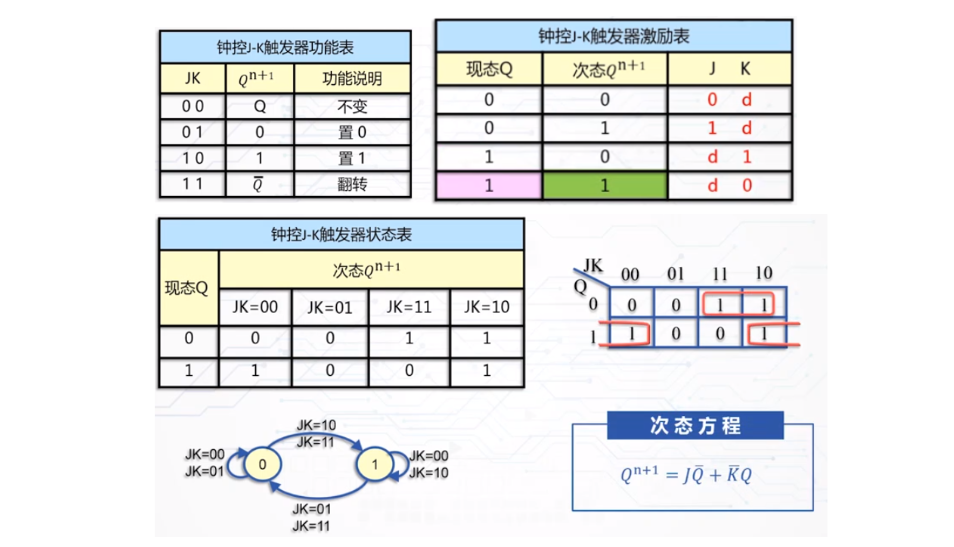 钟控J-K触发器功能表
JK Qⁿ⁺¹ 功能说明
0 0 Q 不变
0 1 0 置 0
1 0 1 置 1
1 1 Q̅ 翻转
钟控J-K触发器激励表
现态Q 次态Qⁿ⁺¹ J K
0 0 0 d
0 1 1 d
1 0 d 1
1 1 d 0
钟控J-K触发器状态表
现态Q 次态Qⁿ⁺¹
JK=00 JK=01 JK=11 JK=10
0 0 0 1 1
1 1 0 0 1
JK 00 01 11 10
Q
0 0 0 1 1
1 1 0 0 1
JK=10
JK=11
JK=00
JK=01
0
1
JK=00
JK=10
JK=01
JK=11
次态方程
Qⁿ⁺¹ = JQ̅ + K̅Q